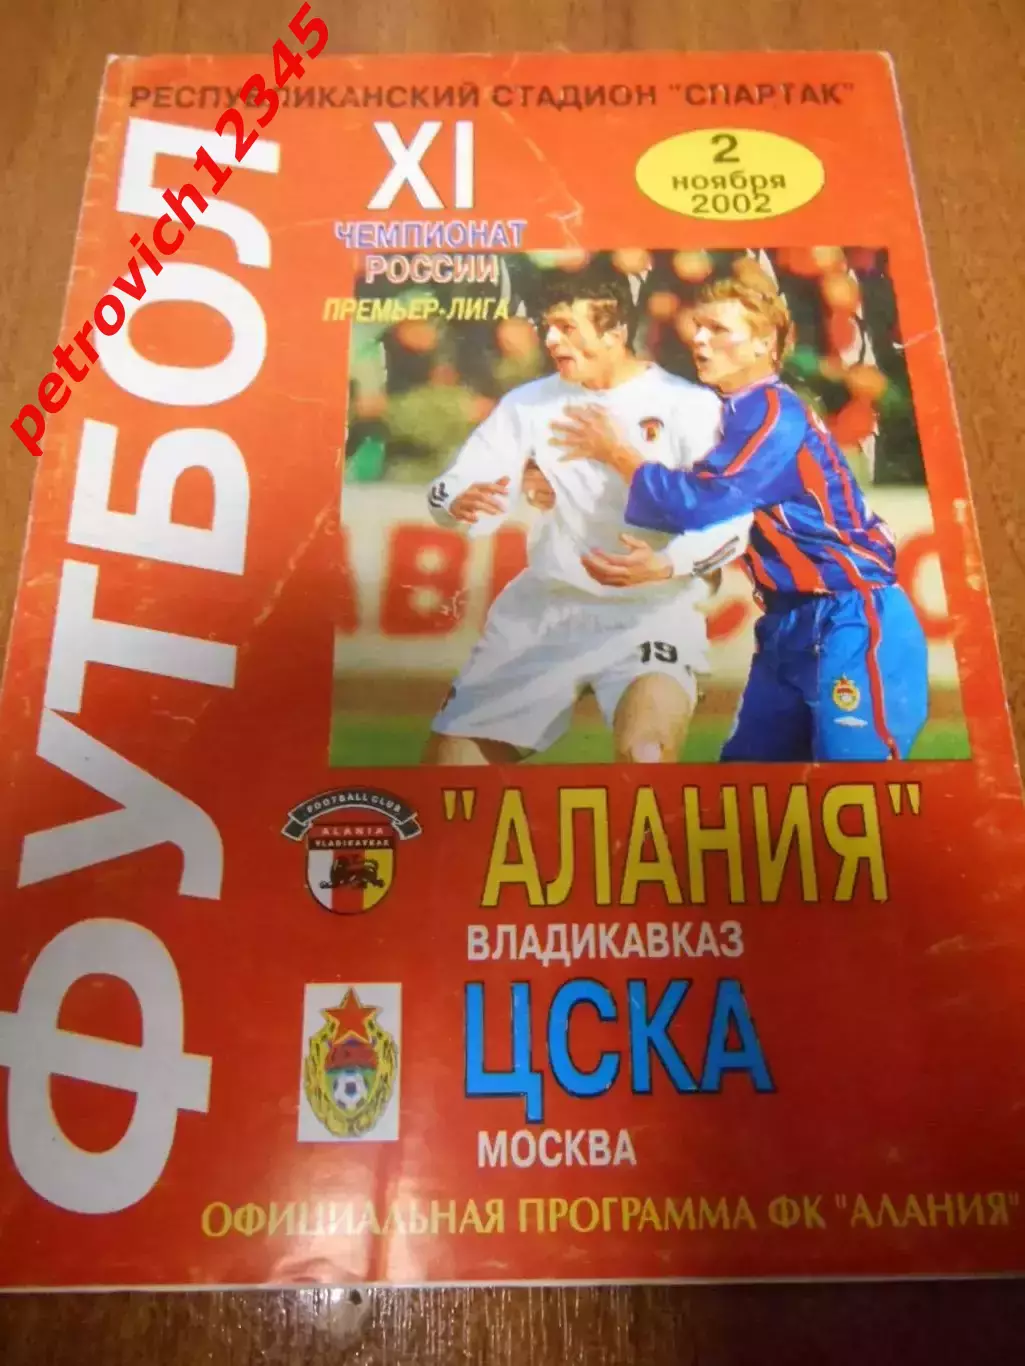 РЕСПУБЛИКАНСКИЙ СТАДИОН "СПАРТАК"
ФУТБОЛ
XI
ЧЕМПИОНАТ
РОССИИ
ПРЕМЬЕР-ЛИГА
2
ноября
2002
19
FOOTBALL CLUB
ALANIA
VLADIKAVKAZ
"АЛАНИЯ"
ВЛАДИКАВКАЗ
ЦСКА
МОСКВА
ОФИЦИАЛЬНАЯ ПРОГРАММА ФК "АЛАНИЯ"
petrovich12345